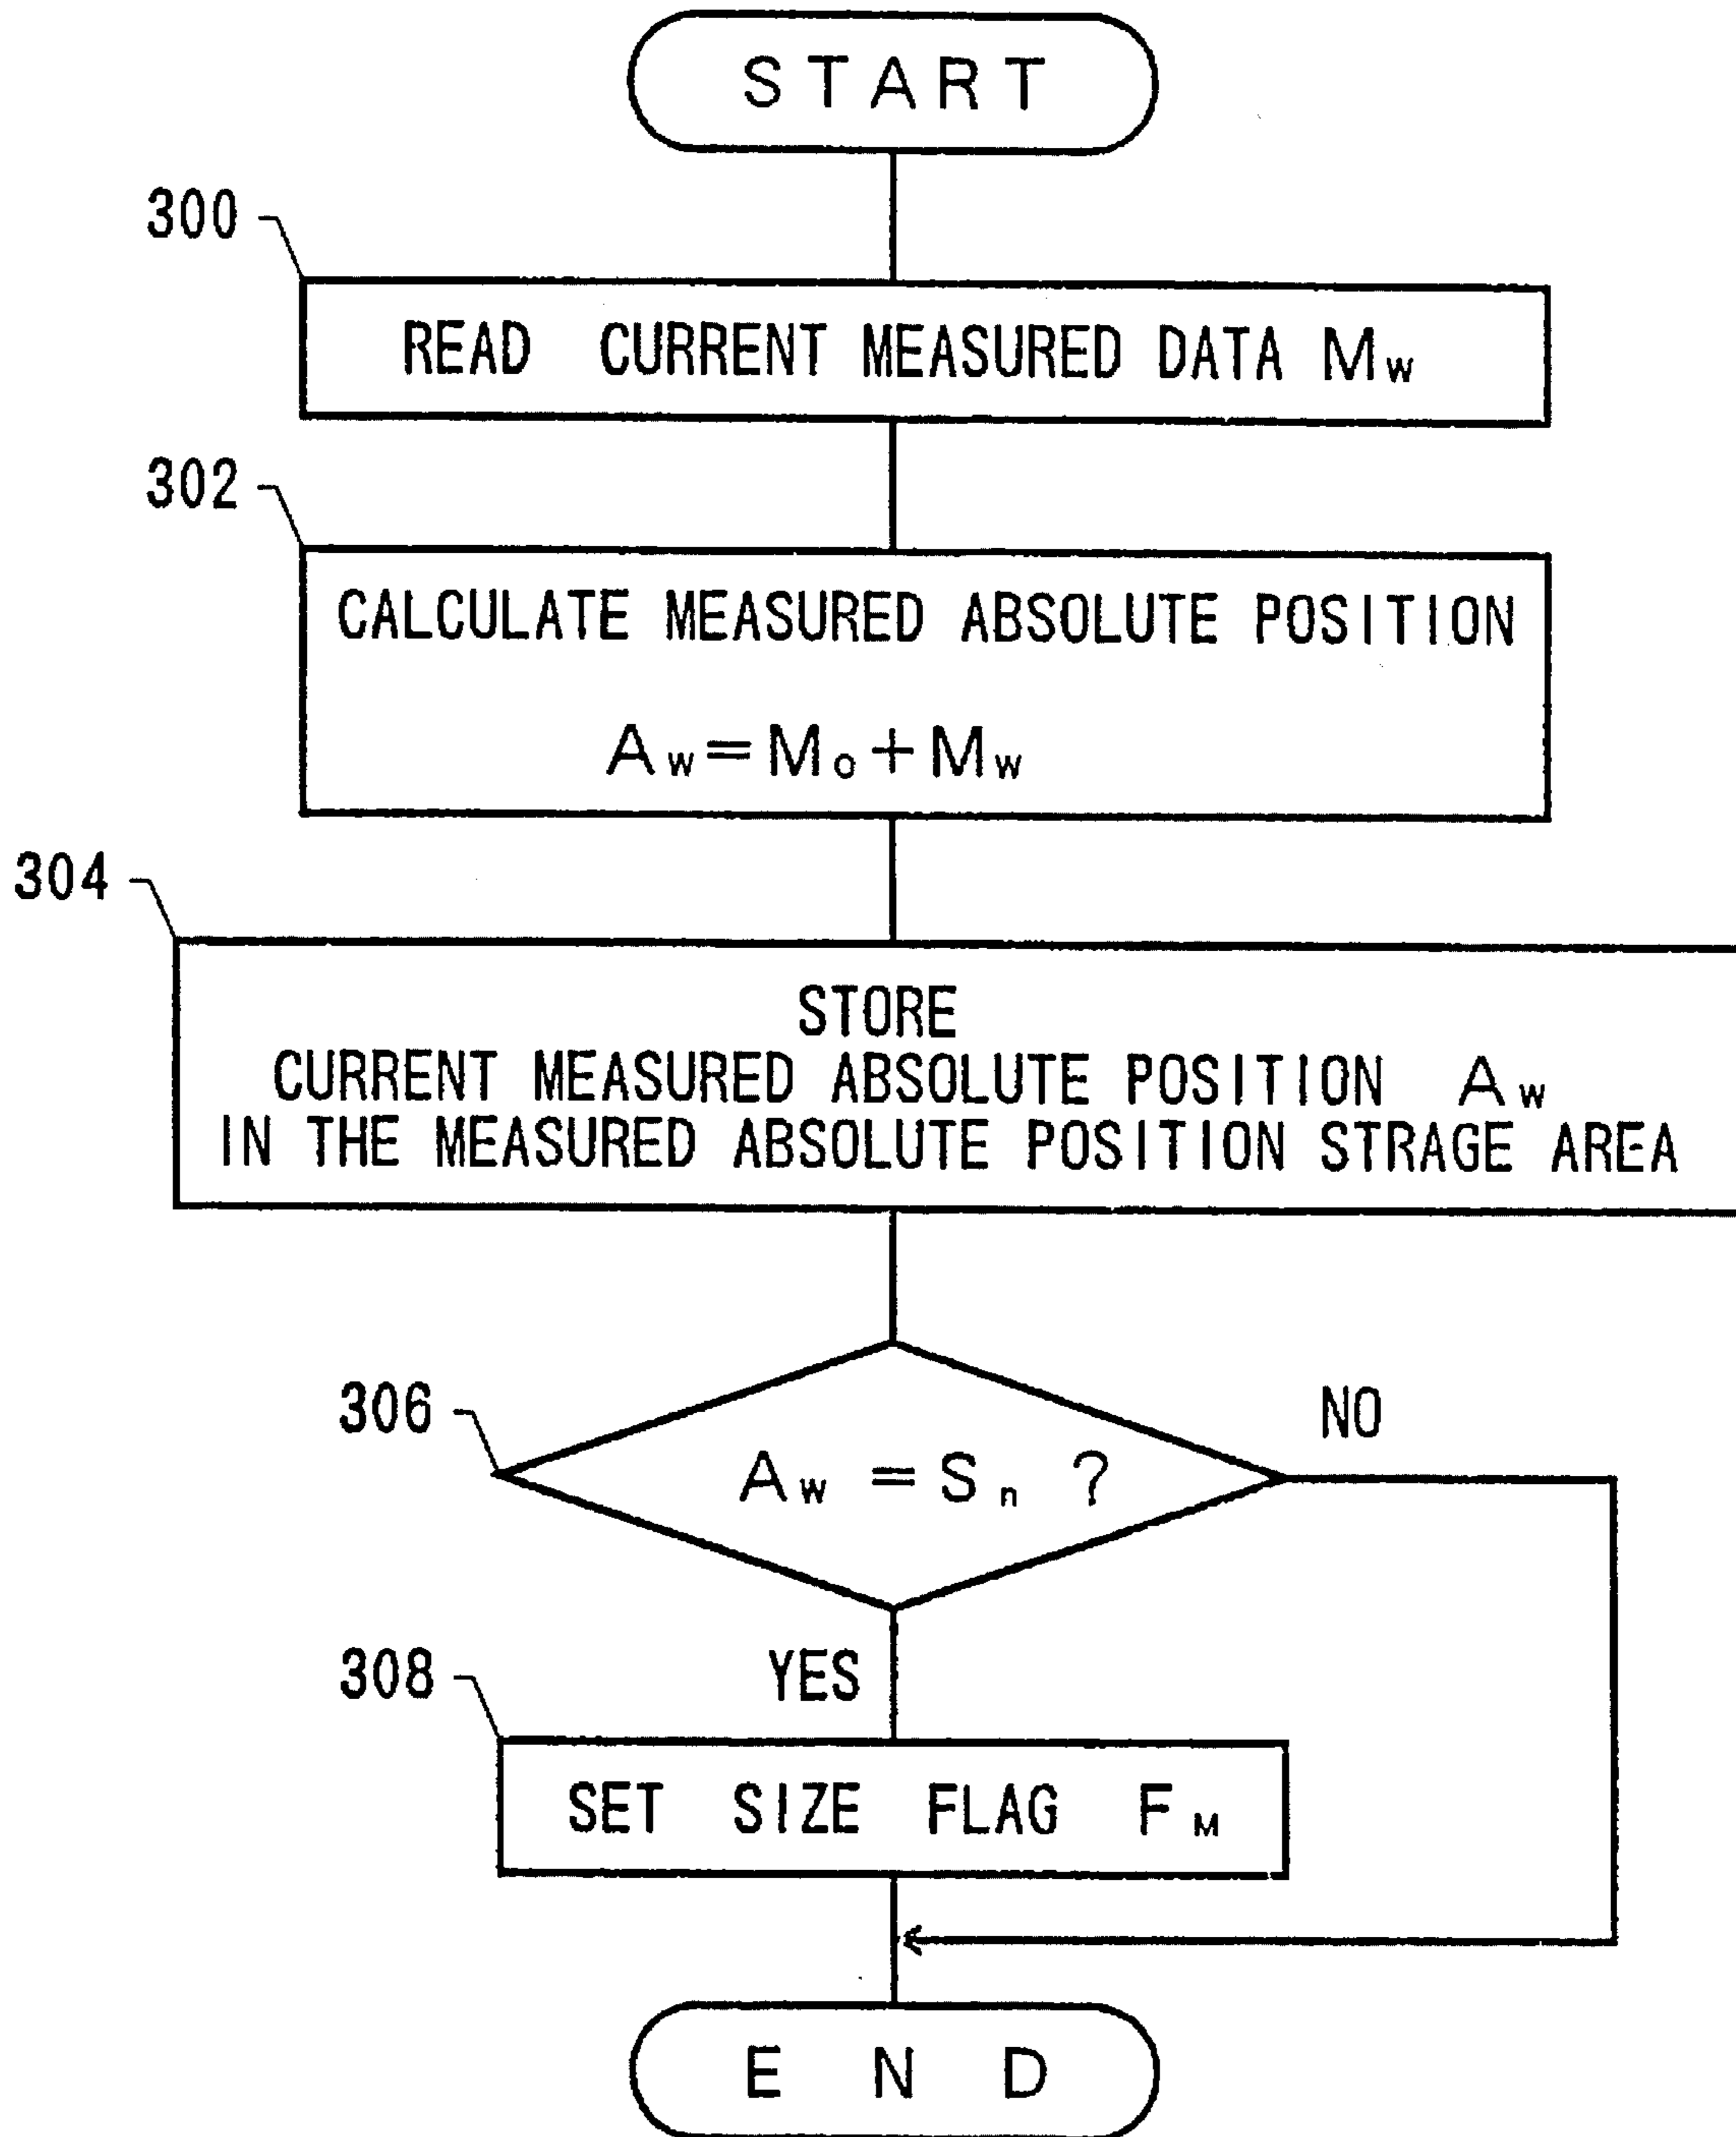 START
300
READ CURRENT MEASURED DATA Mw
302
CALCULATE MEASURED ABSOLUTE POSITION
Aw=Mo+Mw
304
STORE
CURRENT MEASURED ABSOLUTE POSITION Aw
IN THE MEASURED ABSOLUTE POSITION STRAGE AREA
306
Aw = Sn ?
NO
YES
308
SET SIZE FLAG FM
END